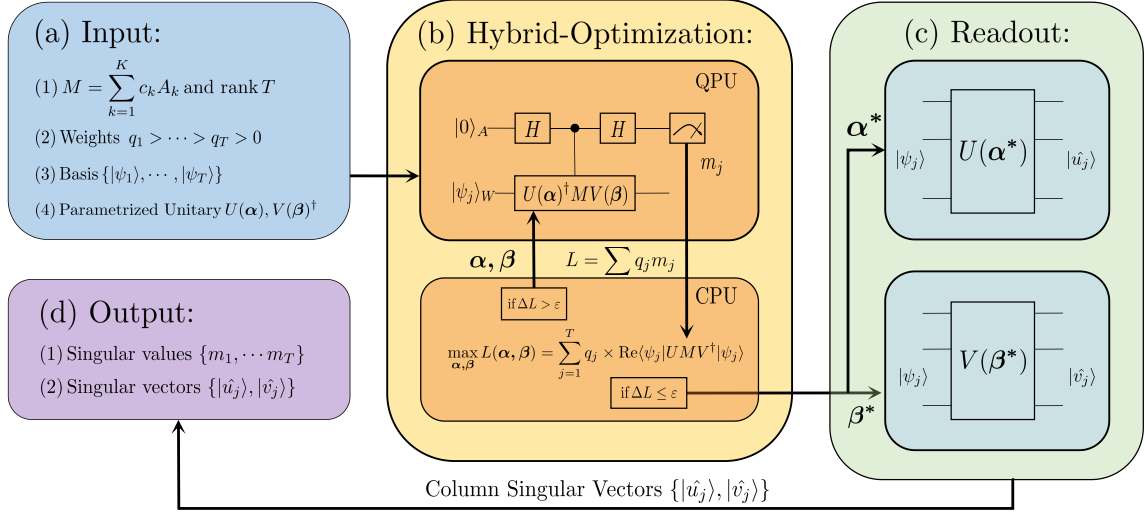 (a) Input:
(1) M = ∑_{k=1}^{K} c_k A_k and rank T
(2) Weights q_1 > ··· > q_T > 0
(3) Basis {|ψ_1⟩, ··· , |ψ_T⟩}
(4) Parametrized Unitary U(α), V(β)^†
(b) Hybrid-Optimization:
QPU
|0⟩_A H H
m_j
|ψ_j⟩_W U(α)^†MV(β)
α, β L = ∑ q_j m_j
CPU
if ΔL > ε
max_{α,β} L(α, β) = ∑_{j=1}^{T} q_j × Re⟨ψ_j|UMV^†|ψ_j⟩
if ΔL ≤ ε
(c) Readout:
α*
|ψ_j⟩ U(α*) |û_j⟩
β*
|ψ_j⟩ V(β*) |v̂_j⟩
(d) Output:
(1) Singular values {m_1, ··· m_T}
(2) Singular vectors {|û_j⟩, |v̂_j⟩}
Column Singular Vectors {|û_j⟩, |v̂_j⟩}